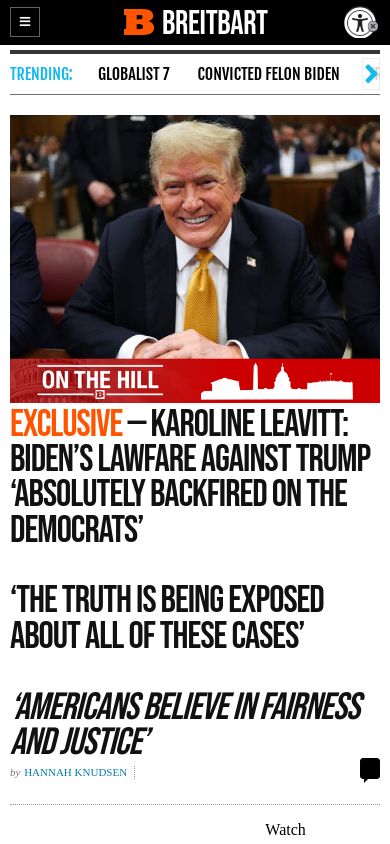 BREITBART
TRENDING:
GLOBALIST 7
CONVICTED FELON BIDEN
ON THE HILL
EXCLUSIVE — KAROLINE LEAVITT:
BIDEN'S LAWFARE AGAINST TRUMP
‘ABSOLUTELY BACKFIRED ON THE
DEMOCRATS’
‘THE TRUTH IS BEING EXPOSED
ABOUT ALL OF THESE CASES’
‘AMERICANS BELIEVE IN FAIRNESS
AND JUSTICE’
by HANNAH KNUDSEN
Watch